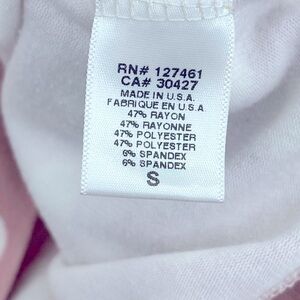 RN# 127461
CA# 30427
MADE IN U.S.A.
FABRIQUE EN U.S.A.
47% RAYON
47% RAYONNE
47% POLYESTER
47% POLYESTER
6% SPANDEX
6% SPANDEX
S